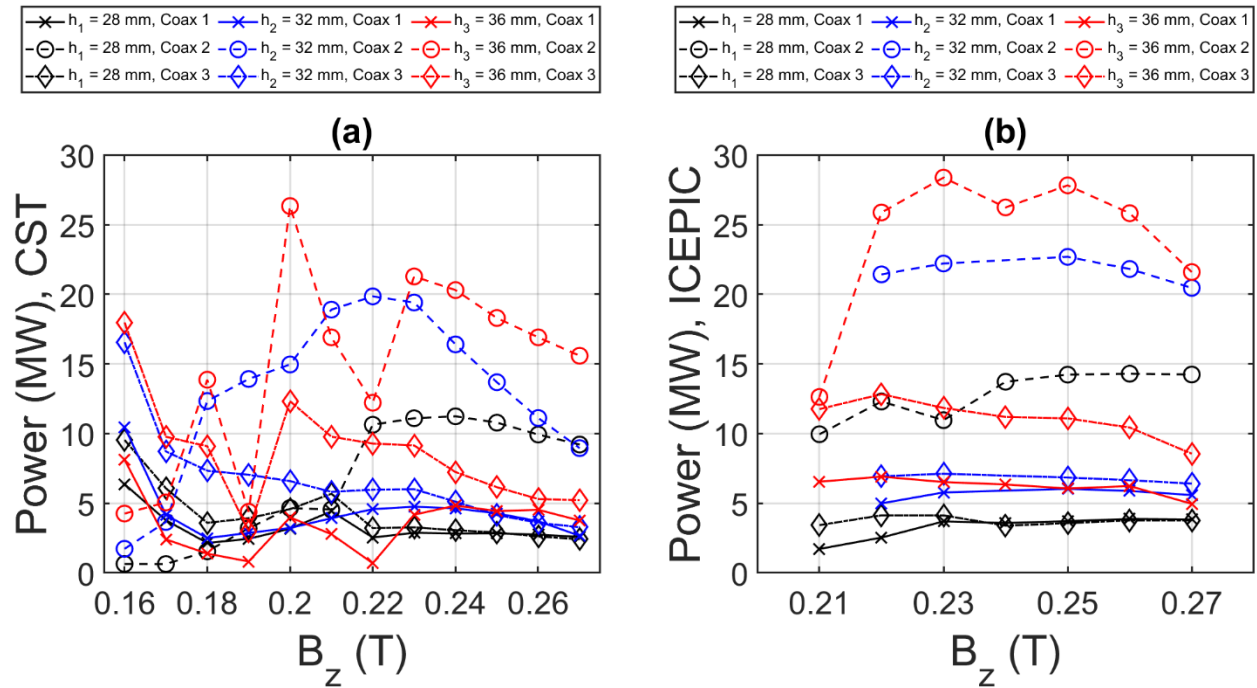 h1 = 28 mm, Coax 1 h2 = 32 mm, Coax 1 h3 = 36 mm, Coax 1
h1 = 28 mm, Coax 2 h2 = 32 mm, Coax 2 h3 = 36 mm, Coax 2
h1 = 28 mm, Coax 3 h2 = 32 mm, Coax 3 h3 = 36 mm, Coax 3
(a)
Power (MW), CST
30
25
20
15
10
5
0
0.16 0.18 0.2 0.22 0.24 0.26
Bz (T)
h1 = 28 mm, Coax 1 h2 = 32 mm, Coax 1 h3 = 36 mm, Coax 1
h1 = 28 mm, Coax 2 h2 = 32 mm, Coax 2 h3 = 36 mm, Coax 2
h1 = 28 mm, Coax 3 h2 = 32 mm, Coax 3 h3 = 36 mm, Coax 3
(b)
Power (MW), ICEPIC
30
25
20
15
10
5
0
0.21 0.23 0.25 0.27
Bz (T)